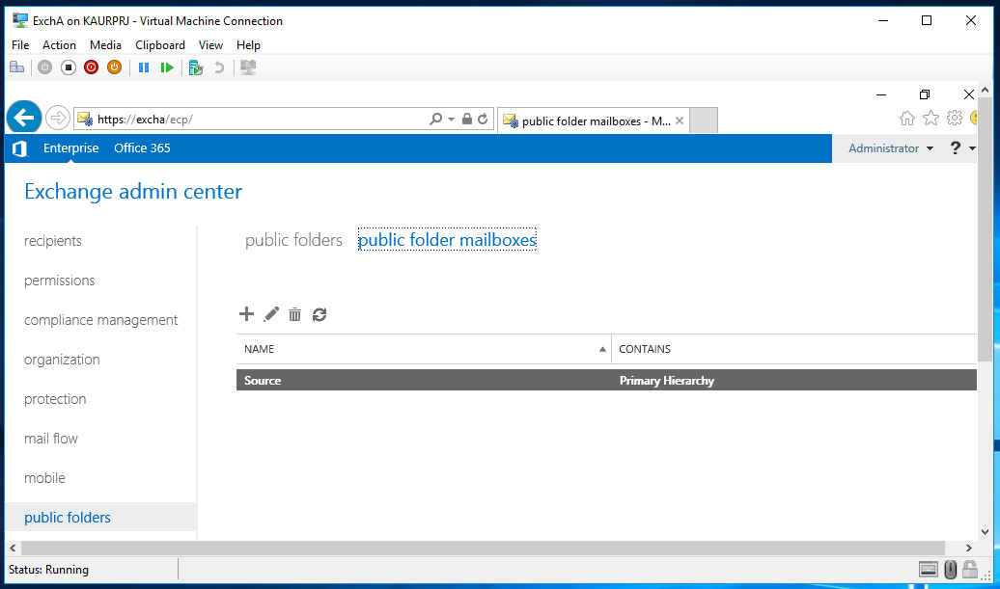 ExchA on KAURPRJ - Virtual Machine Connection
File Action Media Clipboard View Help
https://excha/ecp/
public folder mailboxes - M...
Enterprise Office 365
Administrator ?
Exchange admin center
recipients
permissions
compliance management
organization
protection
mail flow
mobile
public folders
public folders public folder mailboxes
NAME CONTAINS
Source Primary Hierarchy
Status: Running